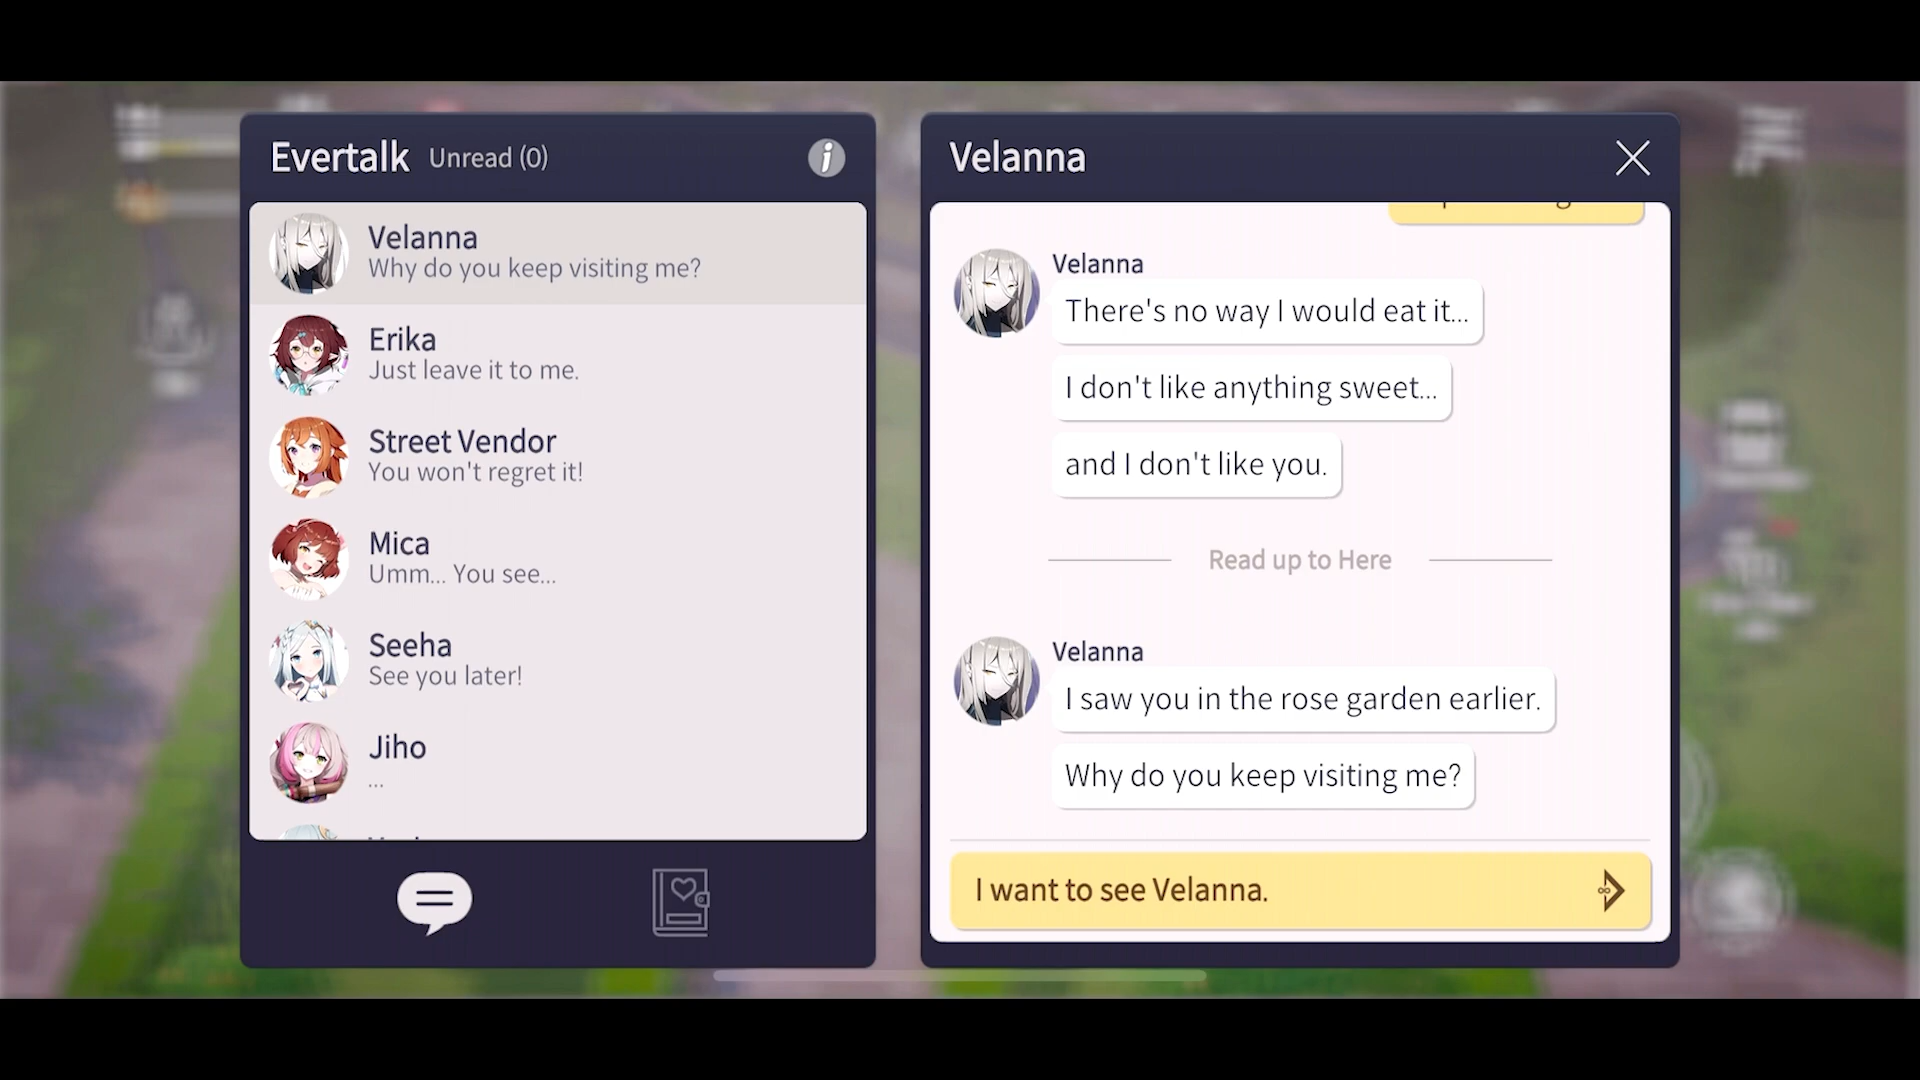 Evertalk Unread (0)
Velanna
Why do you keep visiting me?
Erika
Just leave it to me.
Street Vendor
You won't regret it!
Mica
Umm... You see...
Seeha
See you later!
Jiho
...
Velanna
Velanna
There's no way I would eat it...
I don't like anything sweet...
and I don't like you.
Read up to Here
Velanna
I saw you in the rose garden earlier.
Why do you keep visiting me?
I want to see Velanna.